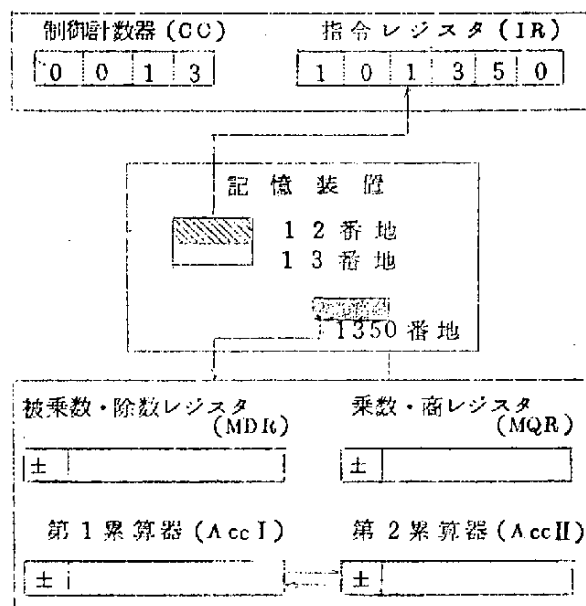 制御計数器(CC) 指令レジスタ(IR)
0 0 1 3 1 0 1 3 5 0
記憶装置
12番地
13番地
1350番地
被乗数・除数レジスタ 乗数・商レジスタ
(MDR) (MQR)
± ±
第1累算器(AccⅠ) 第2累算器(AccⅡ)
± ±